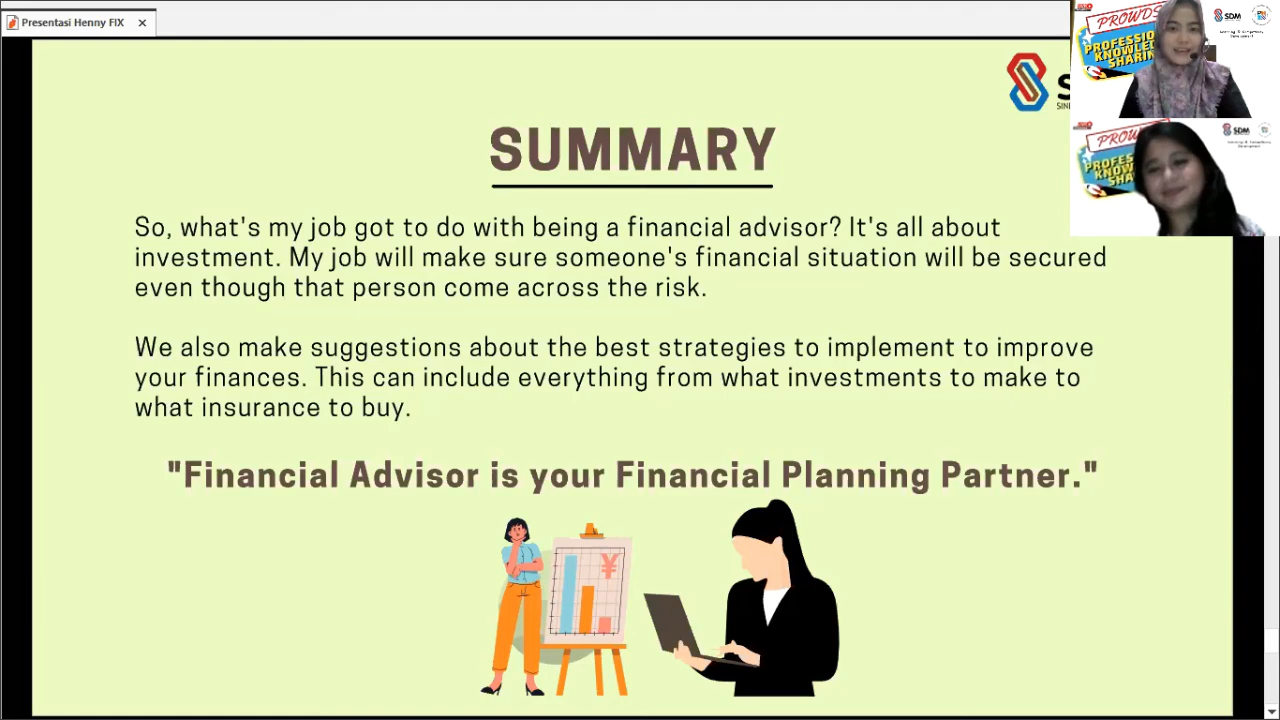 Presentasi Henny FIX
SUMMARY
So, what's my job got to do with being a financial advisor? It's all about
investment. My job will make sure someone's financial situation will be secured
even though that person come across the risk.
We also make suggestions about the best strategies to implement to improve
your finances. This can include everything from what investments to make to
what insurance to buy.
"Financial Advisor is your Financial Planning Partner."
¥
SDM
SDM